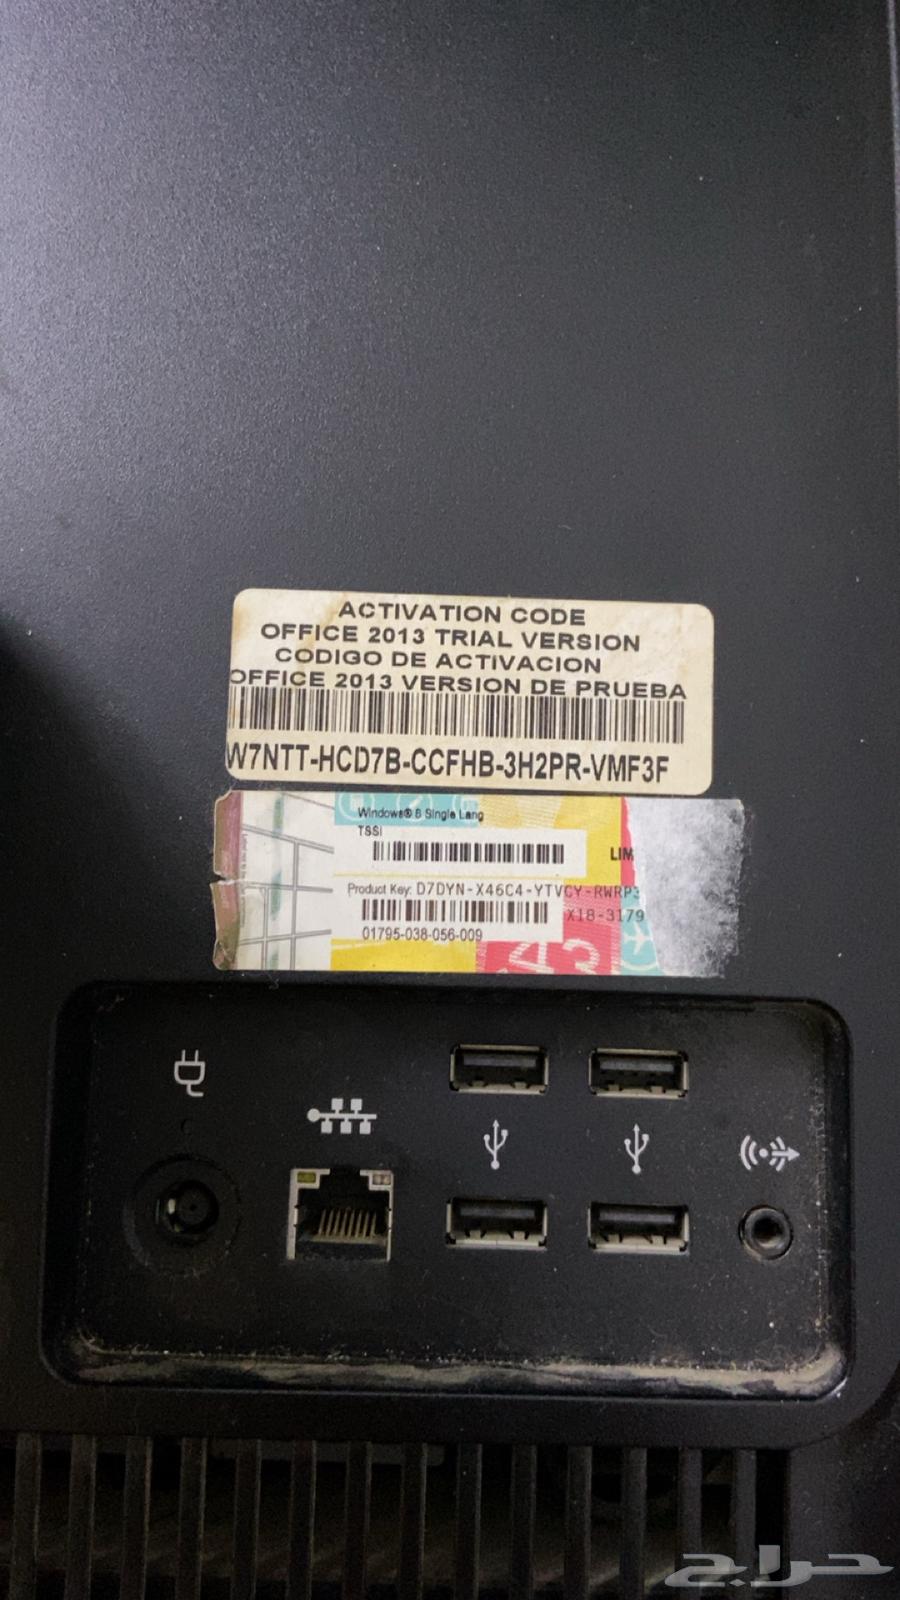 ACTIVATION CODE
OFFICE 2013 TRIAL VERSION
CODIGO DE ACTIVACION
OFFICE 2013 VERSION DE PRUEBA
W7NTT-HCD7B-CCFHB-3H2PR-VMF3F
Windows® 8 Single Lang
TSSI
LIM
Product Key: D7DYN-X46C4-YTVCY-RWRP3
X18-3179
01795-038-056-009
حراج